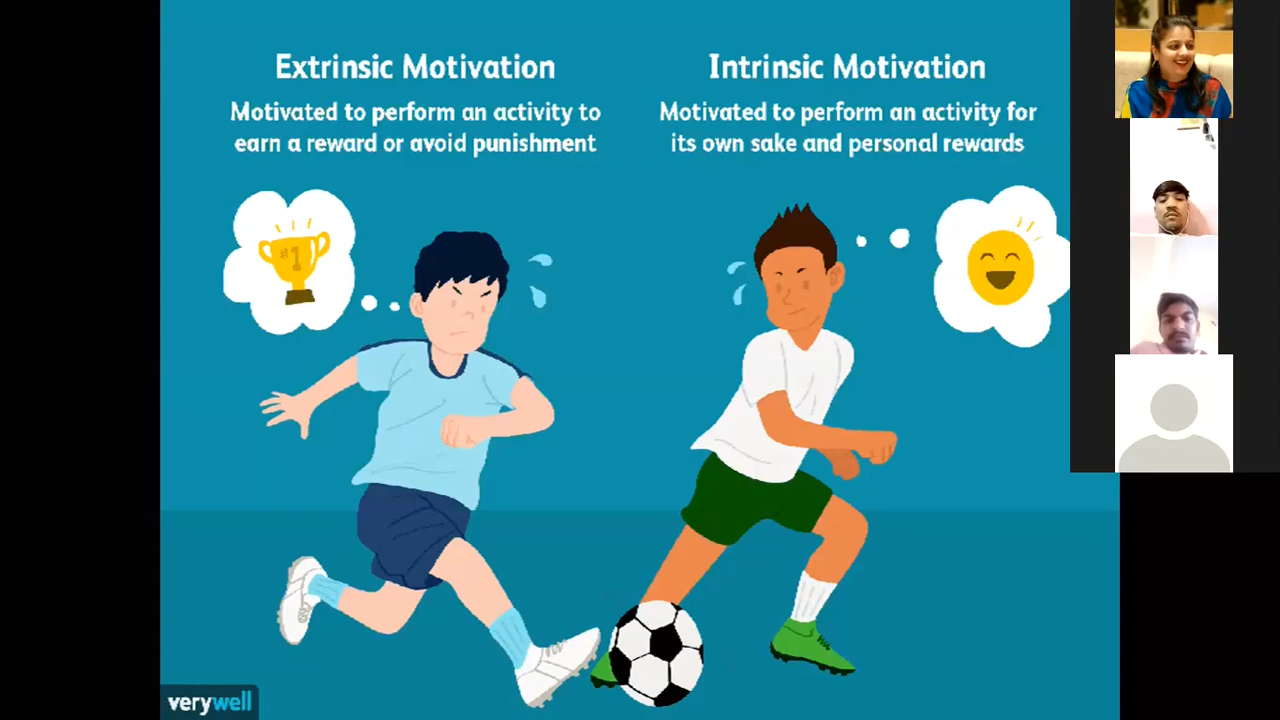 Extrinsic Motivation
Motivated to perform an activity to
earn a reward or avoid punishment
Intrinsic Motivation
Motivated to perform an activity for
its own sake and personal rewards
#1
verywell